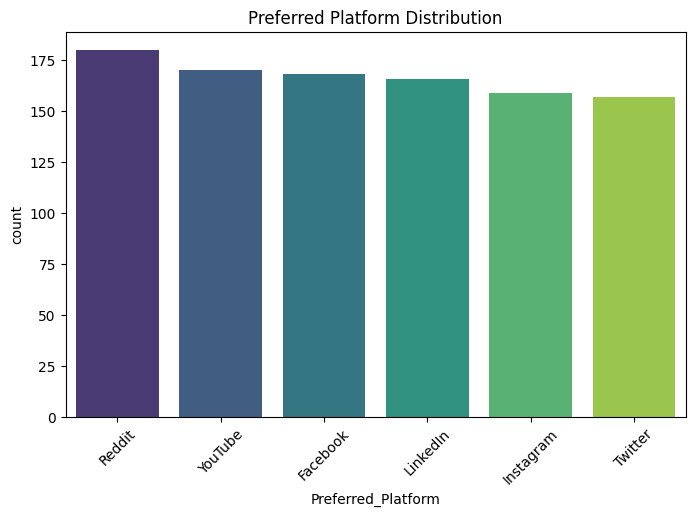 Preferred Platform Distribution
count
175
150
125
100
75
50
25
0
Reddit
YouTube
Facebook
LinkedIn
Instagram
Twitter
Preferred_Platform